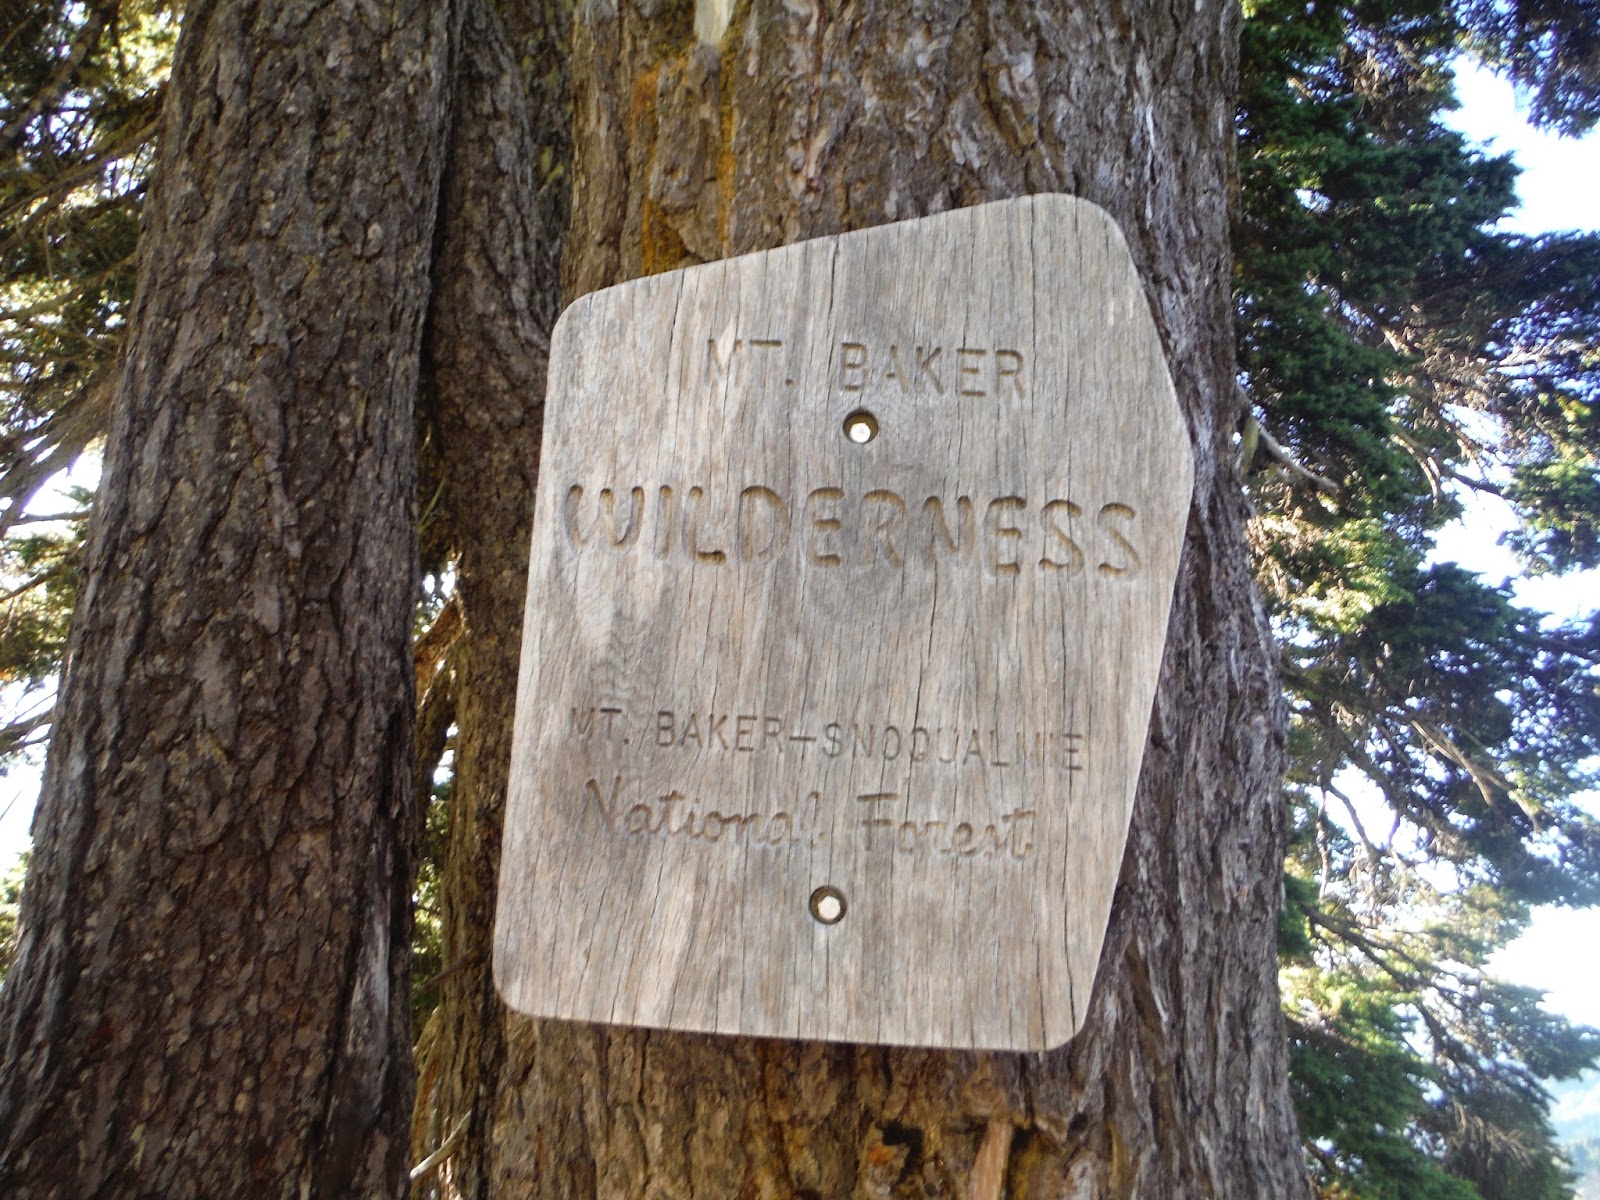 MT. BAKER
WILDERNESS
MT. BAKER-SNOQUALMIE
National Forest